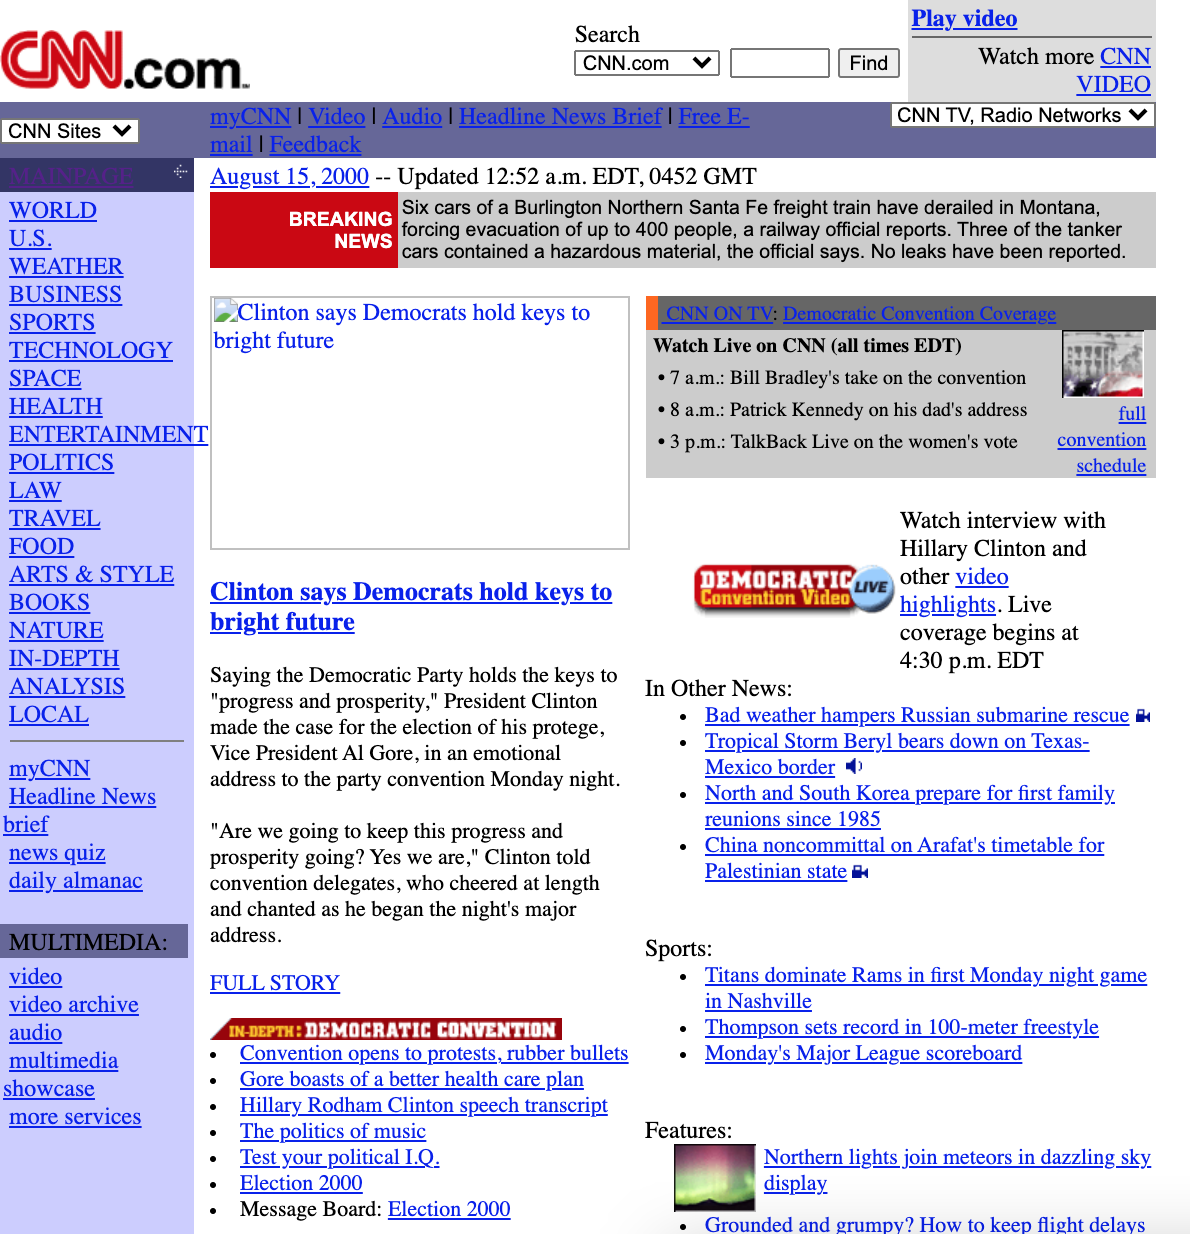 CNN.com
Search
CNN.com
Find
Play video
Watch more CNN
VIDEO
CNN Sites
myCNN | Video | Audio | Headline News Brief | Free E-
mail | Feedback
CNN TV, Radio Networks
MAINPAGE
WORLD
U.S.
WEATHER
BUSINESS
SPORTS
TECHNOLOGY
SPACE
HEALTH
ENTERTAINMENT
POLITICS
LAW
TRAVEL
FOOD
ARTS & STYLE
BOOKS
NATURE
IN-DEPTH
ANALYSIS
LOCAL
myCNN
Headline News
brief
news quiz
daily almanac
MULTIMEDIA:
video
video archive
audio
multimedia
showcase
more services
August 15, 2000 -- Updated 12:52 a.m. EDT, 0452 GMT
BREAKING
NEWS
Six cars of a Burlington Northern Santa Fe freight train have derailed in Montana,
forcing evacuation of up to 400 people, a railway official reports. Three of the tanker
cars contained a hazardous material, the official says. No leaks have been reported.
Clinton says Democrats hold keys to
bright future
Clinton says Democrats hold keys to
bright future
Saying the Democratic Party holds the keys to
"progress and prosperity," President Clinton
made the case for the election of his protege,
Vice President Al Gore, in an emotional
address to the party convention Monday night.
"Are we going to keep this progress and
prosperity going? Yes we are," Clinton told
convention delegates, who cheered at length
and chanted as he began the night's major
address.
FULL STORY
IN-DEPTH: DEMOCRATIC CONVENTION
• Convention opens to protests, rubber bullets
• Gore boasts of a better health care plan
• Hillary Rodham Clinton speech transcript
• The politics of music
• Test your political I.Q.
• Election 2000
• Message Board: Election 2000
CNN ON TV: Democratic Convention Coverage
Watch Live on CNN (all times EDT)
• 7 a.m.: Bill Bradley's take on the convention
• 8 a.m.: Patrick Kennedy on his dad's address
• 3 p.m.: TalkBack Live on the women's vote
full
convention
schedule
DEMOCRATIC
Convention Video
LIVE
Watch interview with
Hillary Clinton and
other video
highlights. Live
coverage begins at
4:30 p.m. EDT
In Other News:
• Bad weather hampers Russian submarine rescue
• Tropical Storm Beryl bears down on Texas-
Mexico border
• North and South Korea prepare for first family
reunions since 1985
• China noncommittal on Arafat's timetable for
Palestinian state
Sports:
• Titans dominate Rams in first Monday night game
in Nashville
• Thompson sets record in 100-meter freestyle
• Monday's Major League scoreboard
Features:
Northern lights join meteors in dazzling sky
display
• Grounded and grumpy? How to keep flight delays